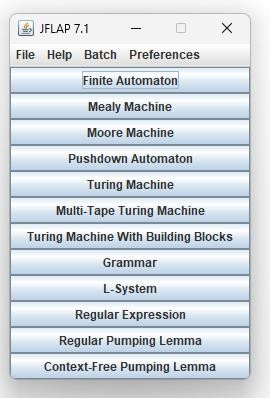 JFLAP 7.1
File Help Batch Preferences
Finite Automaton
Mealy Machine
Moore Machine
Pushdown Automaton
Turing Machine
Multi-Tape Turing Machine
Turing Machine With Building Blocks
Grammar
L-System
Regular Expression
Regular Pumping Lemma
Context-Free Pumping Lemma